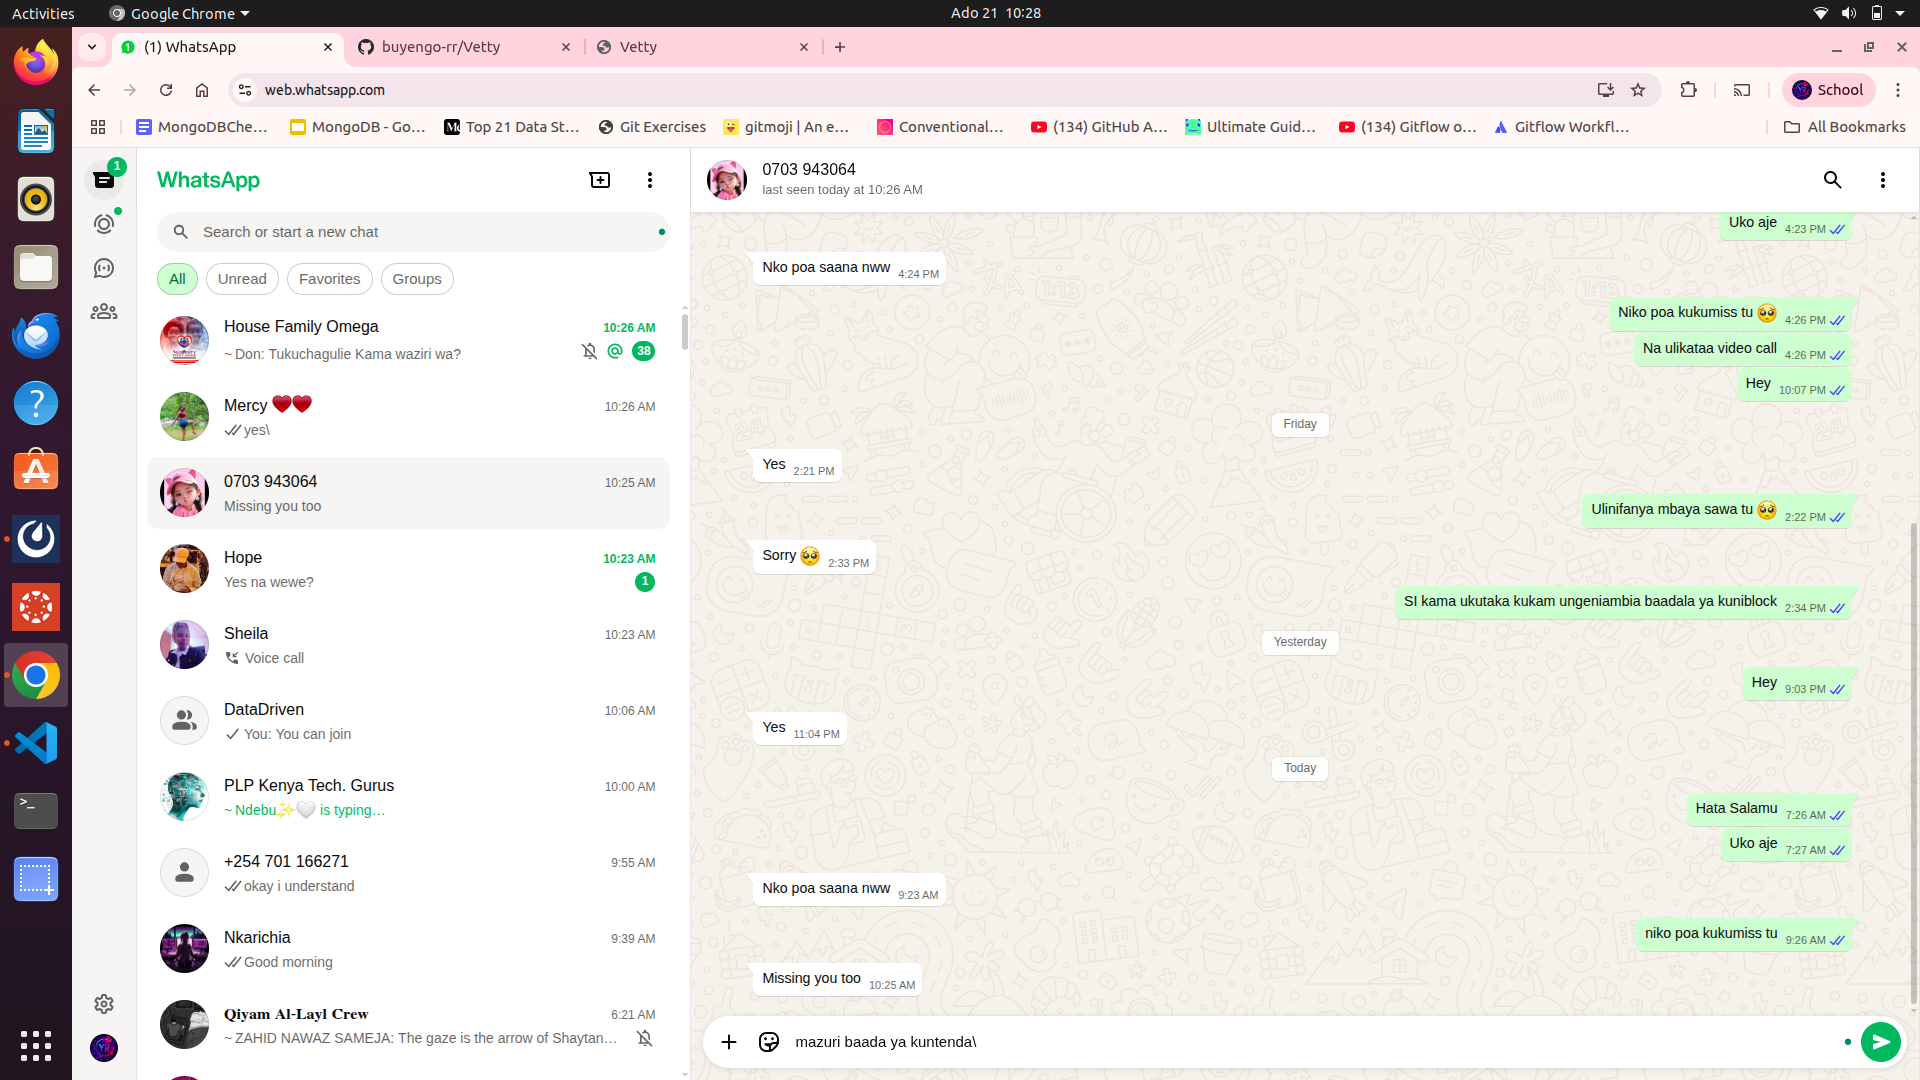 Activities
Google Chrome
Ado 21 10:28
(1) WhatsApp
buyengo-rr/Vetty
Vetty
web.whatsapp.com
School
MongoDBChe...
MongoDB - Go...
Top 21 Data St...
Git Exercises
gitmoji | An e...
Conventional...
(134) GitHub A...
Ultimate Guid...
(134) Gitflow o...
Gitflow Workfl...
All Bookmarks
1
WhatsApp
Search or start a new chat
All
Unread
Favorites
Groups
House Family Omega
10:26 AM
~ Don: Tukuchagulie Kama waziri wa?
38
Mercy ♥️♥️
10:26 AM
yes\
0703 943064
10:25 AM
Missing you too
Hope
10:23 AM
Yes na wewe?
1
Sheila
10:23 AM
Voice call
DataDriven
10:06 AM
You: You can join
PLP Kenya Tech. Gurus
10:00 AM
~ Ndebu✨🤍 is typing...
+254 701 166271
9:55 AM
okay i understand
Nkarichia
9:39 AM
Good morning
Qiyam Al-Layl Crew
6:21 AM
~ ZAHID NAWAZ SAMEJA: The gaze is the arrow of Shaytan...
0703 943064
last seen today at 10:26 AM
Uko aje 4:23 PM
Nko poa saana nww 4:24 PM
Niko poa kukumiss tu 🥺 4:26 PM
Na ulikataa video call 4:26 PM
Hey 10:07 PM
Friday
Yes 2:21 PM
Ulinifanya mbaya sawa tu 🥺 2:22 PM
Sorry 🥺 2:33 PM
SI kama ukutaka kukam ungeniambia baadala ya kuniblock 2:34 PM
Yesterday
Hey 9:03 PM
Yes 11:04 PM
Today
Hata Salamu 7:26 AM
Uko aje 7:27 AM
Nko poa saana nww 9:23 AM
niko poa kukumiss tu 9:26 AM
Missing you too 10:25 AM
mazuri baada ya kuntenda\